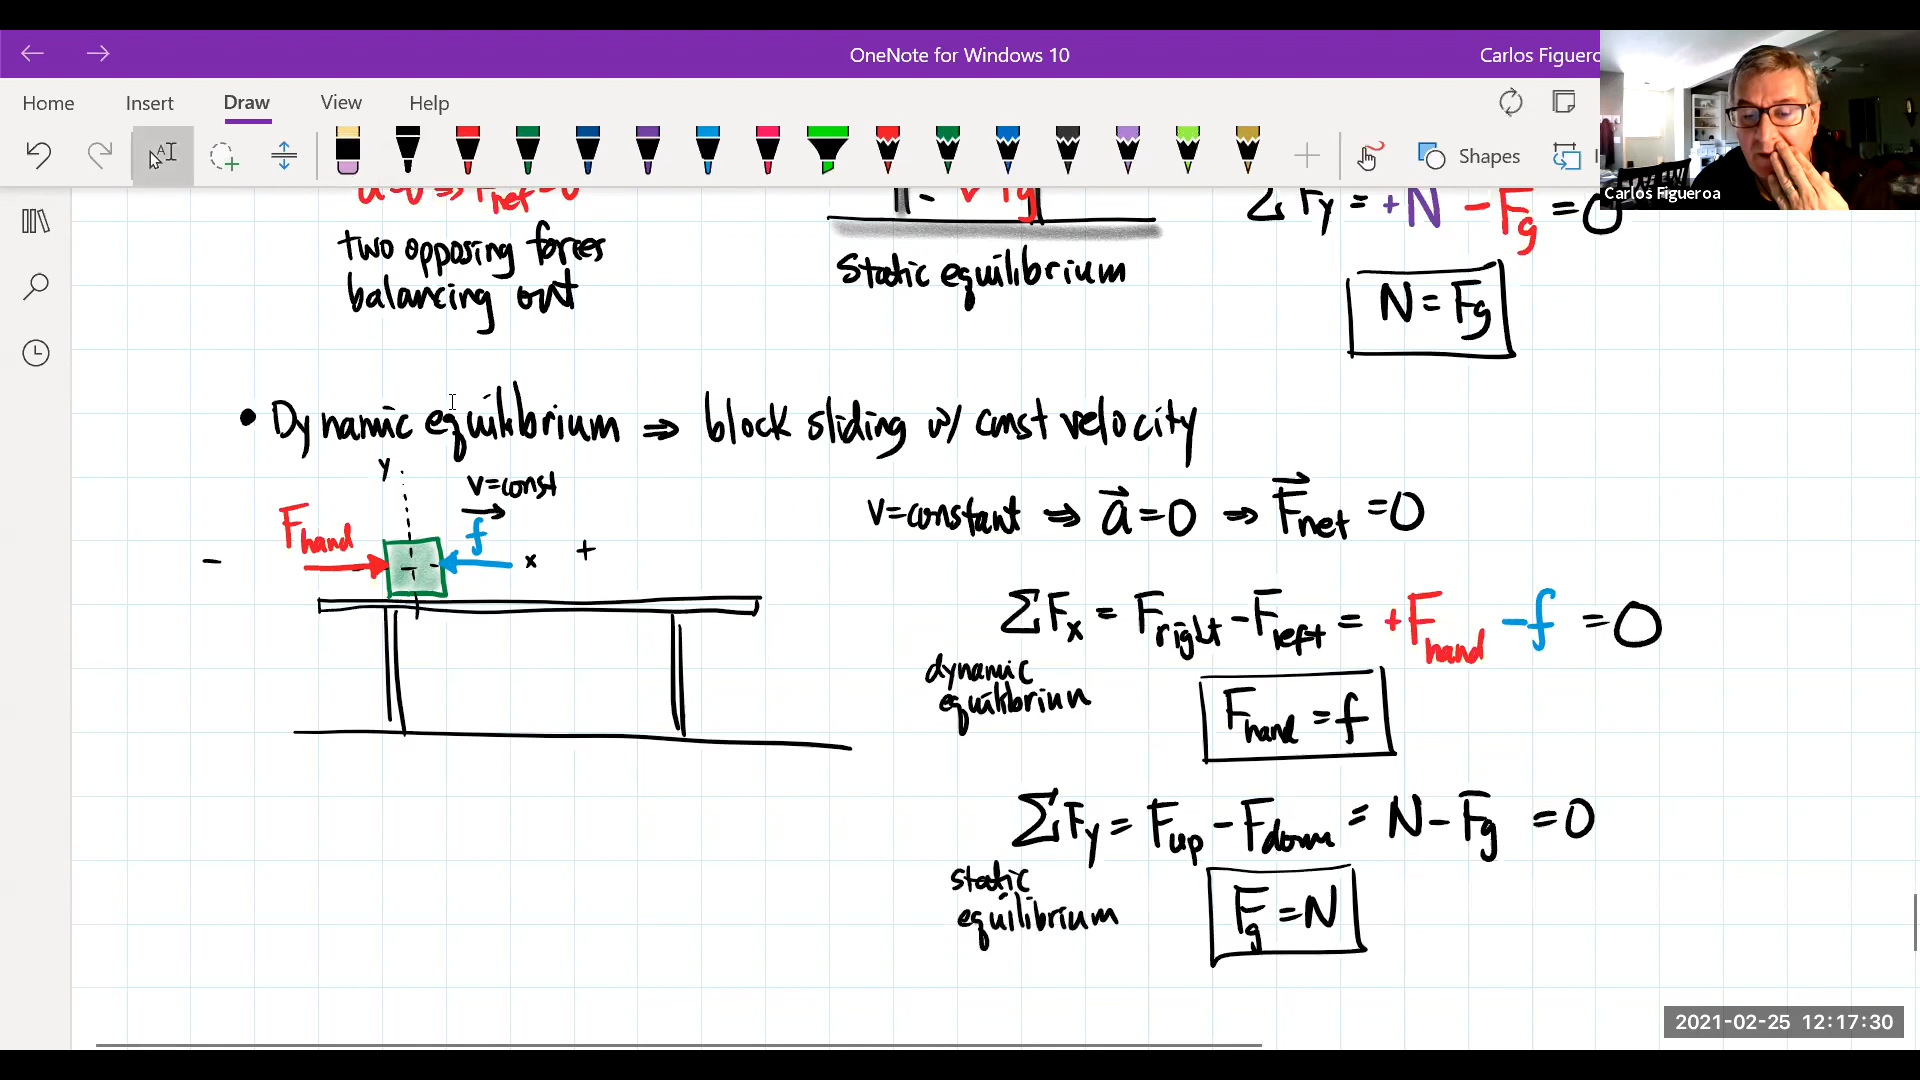 OneNote for Windows 10
Carlos Figuero
Home Insert Draw View Help
Shapes
Carlos Figueroa
a=0 ⇒ Fnet=0
two opposing forces
balancing out
Static equilibrium
ΣFy = +N - Fg = 0
N = Fg
• Dynamic equilibrium ⇒ block sliding w/ const velocity
y
v=const
Fhand
f
- x +
v=constant ⇒ a⃗=0 ⇒ F⃗net =0
ΣFx = Fright - Fleft = +Fhand - f = 0
dynamic
equilibrium
Fhand = f
ΣFy = Fup - Fdown = N - Fg = 0
static
equilibrium
Fg = N
2021-02-25 12:17:30